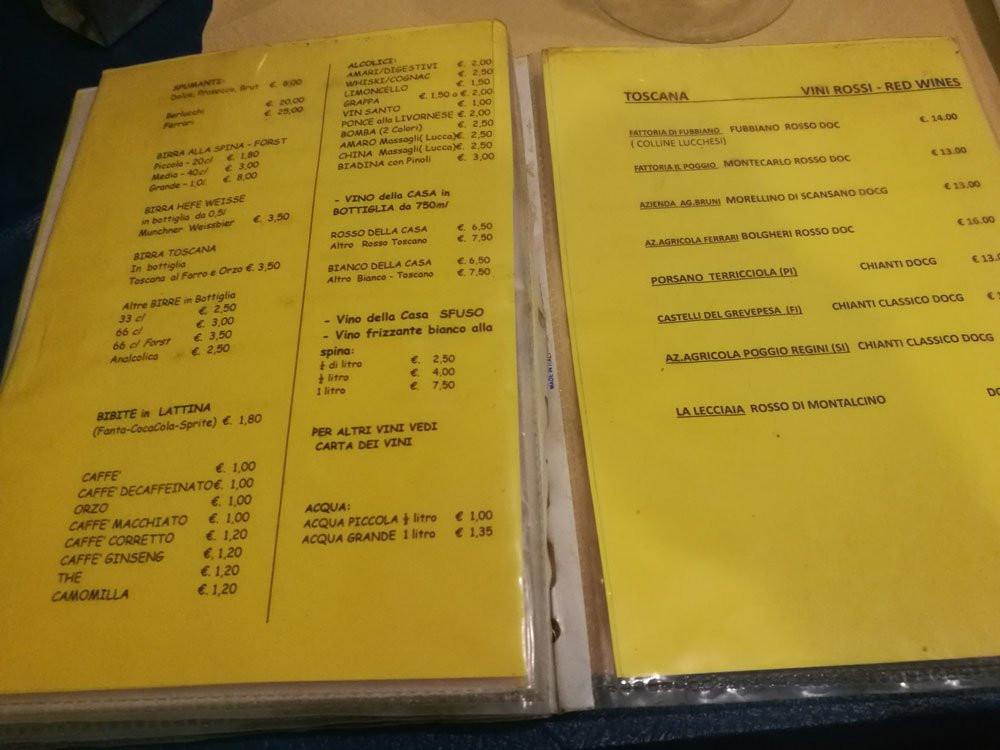 SPUMANTI:
Dolce, Prosecco, Brut € 8,00
Berlucchi €. 20,00
Ferrari €. 25,00
BIRRA ALLA SPINA - FORST
Piccola - 20cl €. 1,80
Media - 40cl €. 3,00
Grande - 1,0l. €. 8,00
BIRRA HEFE WEISSE
in bottiglia da 0,5l
Munchner Weissbier €. 3,50
BIRRA TOSCANA
In bottiglia
Toscana al Farro e Orzo €. 3,50
Altre BIRRE in Bottiglia
33 cl €. 2,50
66 cl €. 3,00
66 cl Forst €. 3,50
Analcolica €. 2,50
BIBITE in LATTINA
(Fanta-CocaCola-Sprite) €. 1,80
CAFFE' €. 1,00
CAFFE' DECAFFEINATO €. 1,00
ORZO €. 1,00
CAFFE' MACCHIATO €. 1,00
CAFFE' CORRETTO €. 1,20
CAFFE' GINSENG €. 1,20
THE €. 1,20
CAMOMILLA €. 1,20
ALCOLICI:
AMARI/DIGESTIVI €. 2,00
WHISKI/COGNAC €. 2,50
LIMONCELLO €. 1,50
GRAPPA €. 1,50 o €. 2,00
VIN SANTO €. 1,00
PONCE alla LIVORNESE €. 2,00
BOMBA (2 Colori) €. 2,50
AMARO Massagli( Lucca)€. 2,50
CHINA Massagli( Lucca)€. 2,50
BIADINA con Pinoli €. 3,00
- VINO della CASA in
BOTTIGLIA da 750ml
ROSSO DELLA CASA €. 6,50
Altro Rosso Toscano €. 7,50
BIANCO DELLA CASA €. 6,50
Altro Bianco - Toscano €. 7,50
- Vino della Casa SFUSO
- Vino frizzante bianco alla
spina:
¼ di litro €. 2,50
½ litro €. 4,00
1 litro € 7,50
PER ALTRI VINI VEDI
CARTA DEI VINI
ACQUA:
ACQUA PICCOLA ½ litro € 1,00
ACQUA GRANDE 1 litro € 1,35
MADE IN ITALY
TOSCANA VINI ROSSI - RED WINES
FATTORIA DI FUBBIANO FUBBIANO ROSSO DOC €. 14.00
( COLLINE LUCCHESI)
FATTORIA IL POGGIO MONTECARLO ROSSO DOC € 13.00
AZIENDA AG.BRUNI MORELLINO DI SCANSANO DOCG € 13.00
AZ.AGRICOLA FERRARI BOLGHERI ROSSO DOC € 16.00
PORSANO TERRICCIOLA (PI) CHIANTI DOCG € 13.0
CASTELLI DEL GREVEPESA (FI) CHIANTI CLASSICO DOCG € 1
AZ.AGRICOLA POGGIO REGINI (SI) CHIANTI CLASSICO DOCG
LA LECCIAIA ROSSO DI MONTALCINO DO